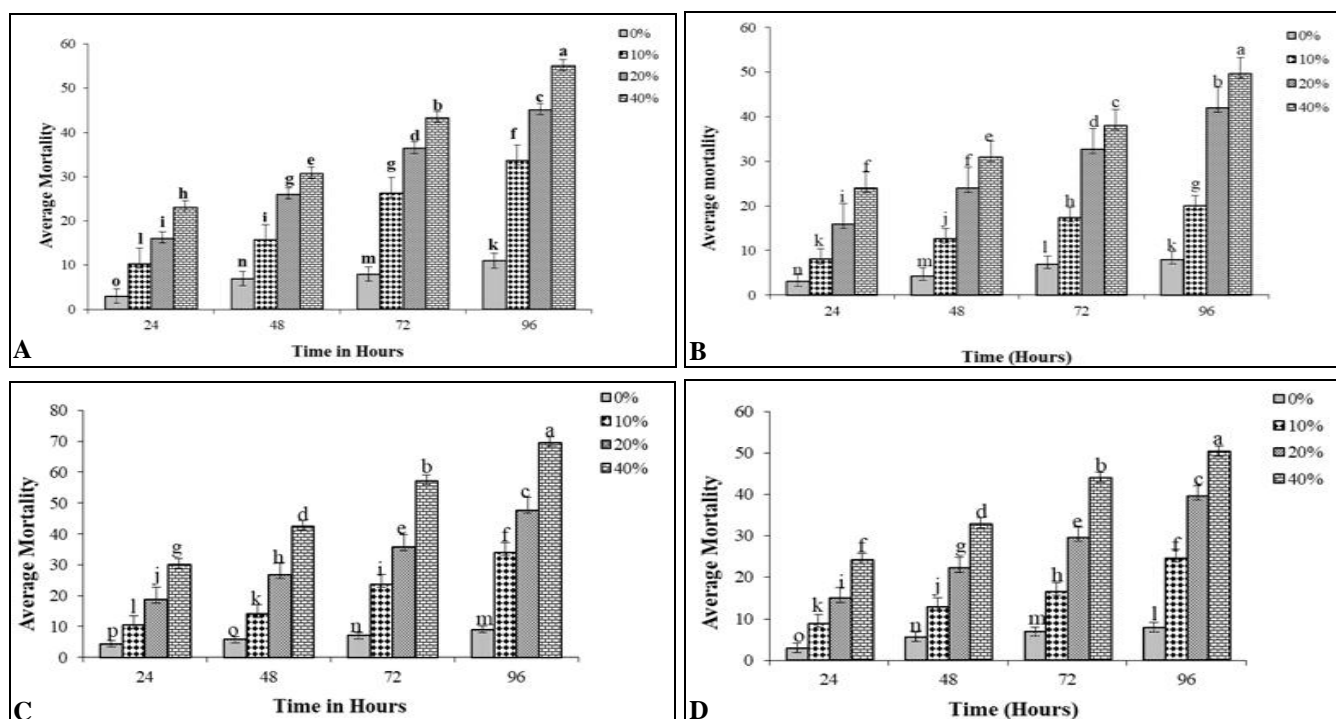 Average Mortality
60
50
40
30
20
10
0
o l i h
n i g e
m g d b
k f c a
24 48 72 96
Time in Hours
0%
10%
20%
40%
A
Average mortality
60
50
40
30
20
10
0
n k i f
m j f e
l h d c
k g b a
24 48 72 96
Time (Hours)
0%
10%
20%
40%
B
Average Mortality
80
70
60
50
40
30
20
10
0
p l j g
o k h d
n i e b
m f c a
24 48 72 96
Time in Hours
0%
10%
20%
40%
C
Average Mortality
60
50
40
30
20
10
0
o k i f
n j g d
m h e b
l f c a
24 48 72 96
Time (Hours)
0%
10%
20%
40%
D